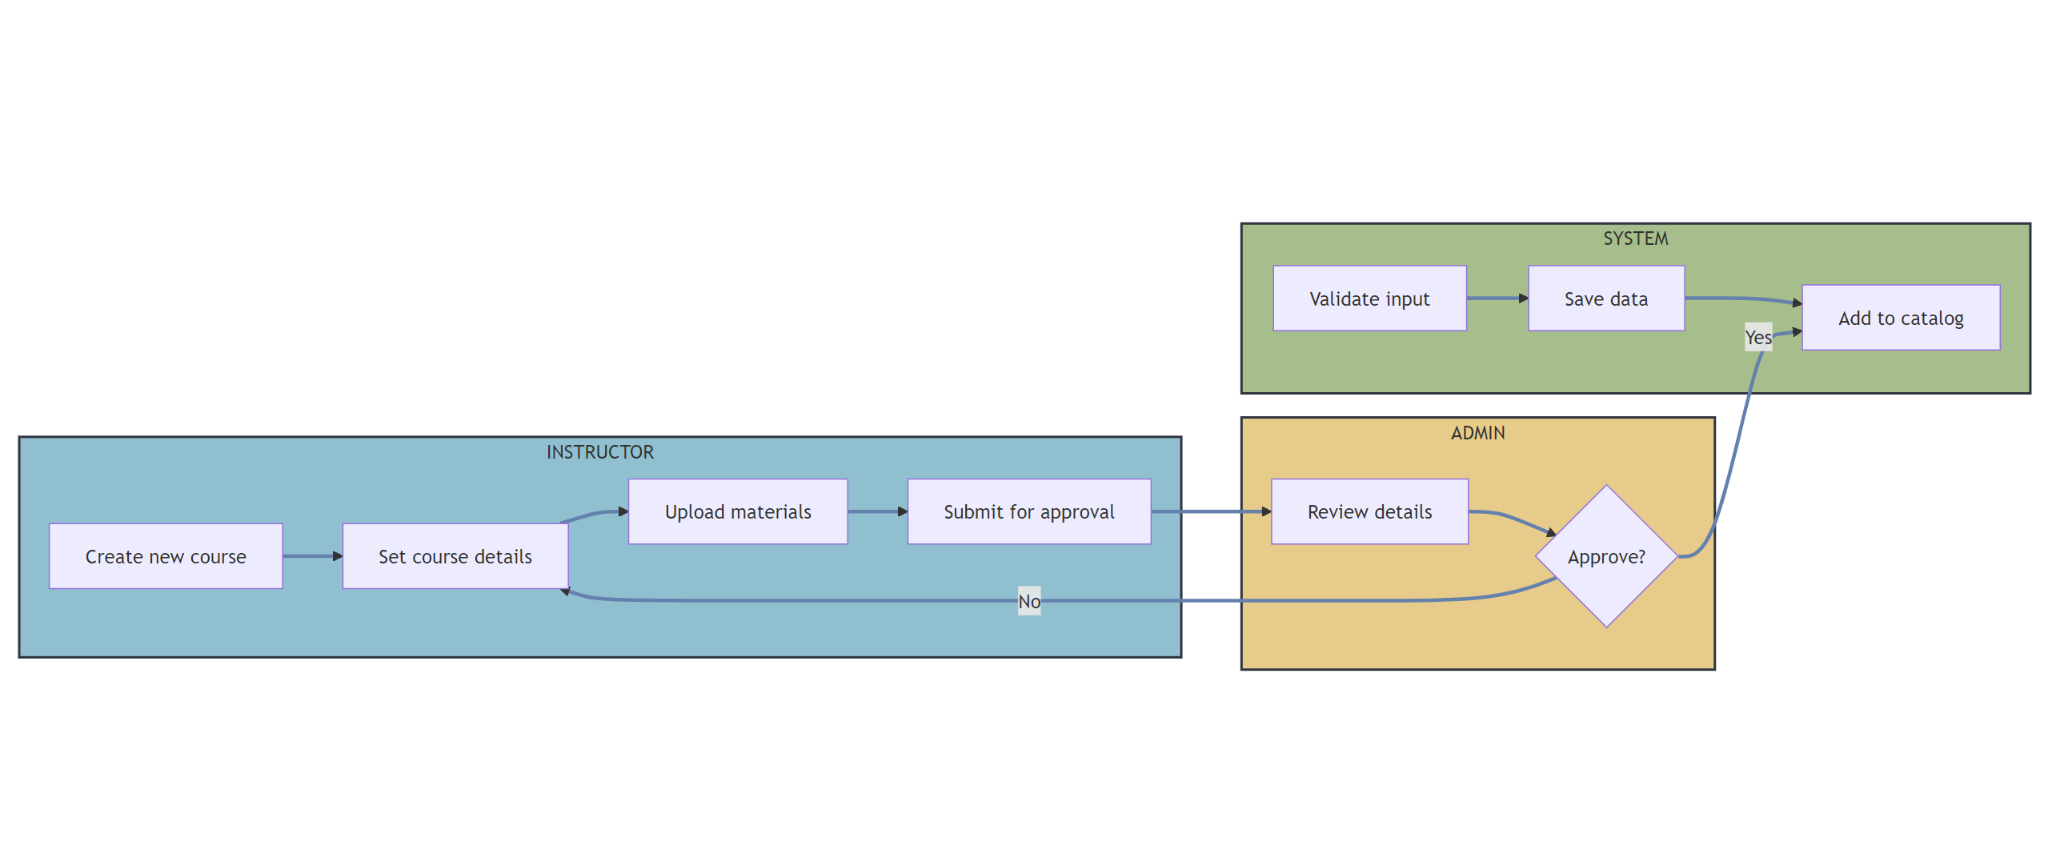 SYSTEM
Validate input
Save data
Add to catalog
Yes
ADMIN
INSTRUCTOR
Upload materials
Submit for approval
Review details
Create new course
Set course details
Approve?
No